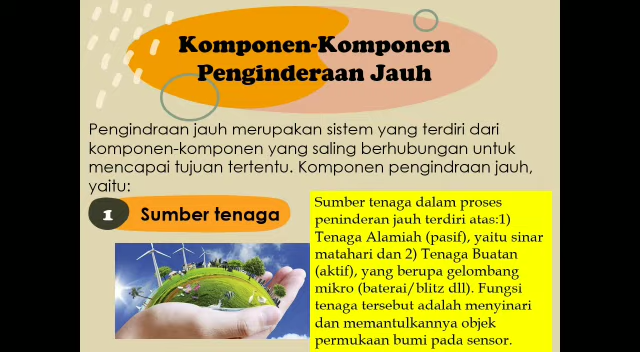 Komponen-Komponen
Penginderaan Jauh
Pengindraan jauh merupakan sistem yang terdiri dari
komponen-komponen yang saling berhubungan untuk
mencapai tujuan tertentu. Komponen pengindraan jauh,
yaitu:
1 Sumber tenaga
Sumber tenaga dalam proses
peninderan jauh terdiri atas:1)
Tenaga Alamiah (pasif), yaitu sinar
matahari dan 2) Tenaga Buatan
(aktif), yang berupa gelombang
mikro (baterai/blitz dll). Fungsi
tenaga tersebut adalah menyinari
dan memantulkannya objek
permukaan bumi pada sensor.